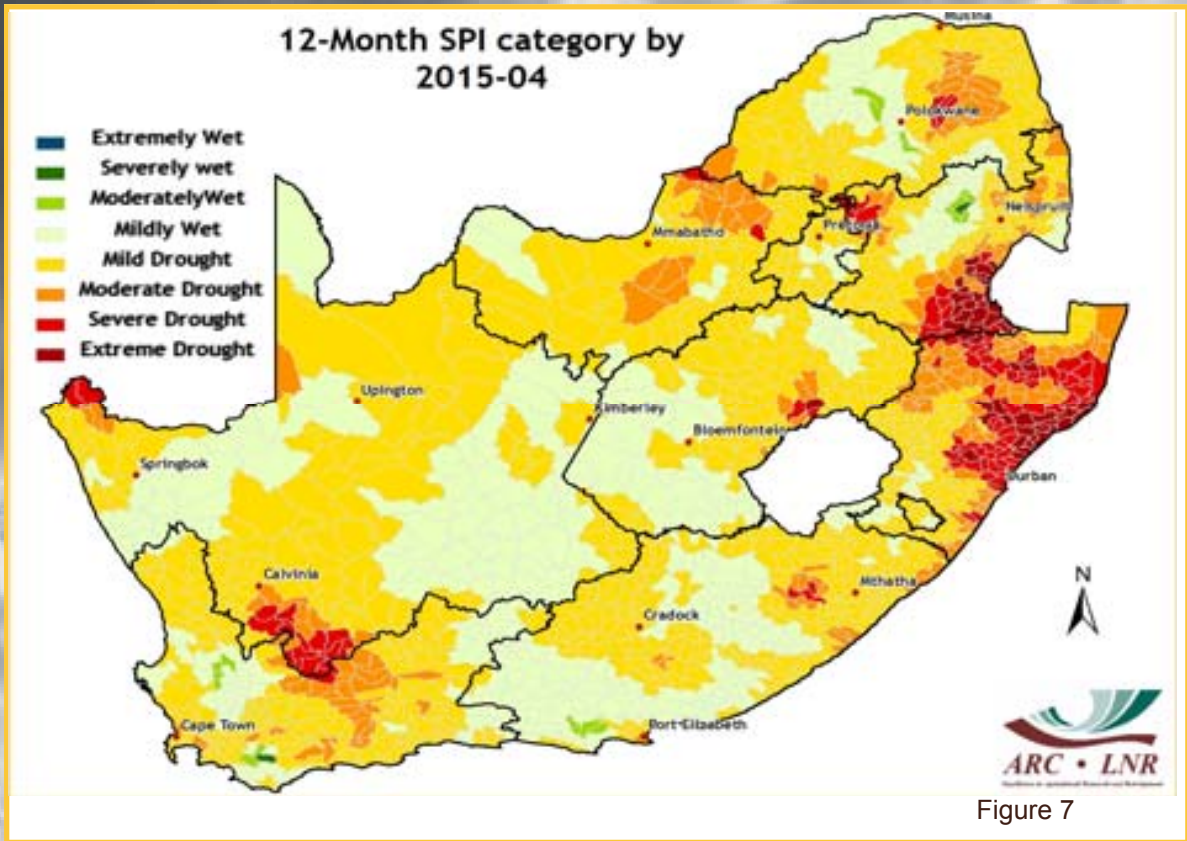 12-Month SPI category by
2015-04
Extremely Wet
Severely wet
ModeratelyWet
Mildly Wet
Mild Drought
Moderate Drought
Severe Drought
Extreme Drought
Musina
Polokwane
Nelspruit
Mmabatho
Pretoria
Upington
Kimberley
Bloemfontein
Springbok
Durban
Calvinia
Mthatha
Cradock
N
Cape Town
Port Elizabeth
ARC • LNR
Figure 7